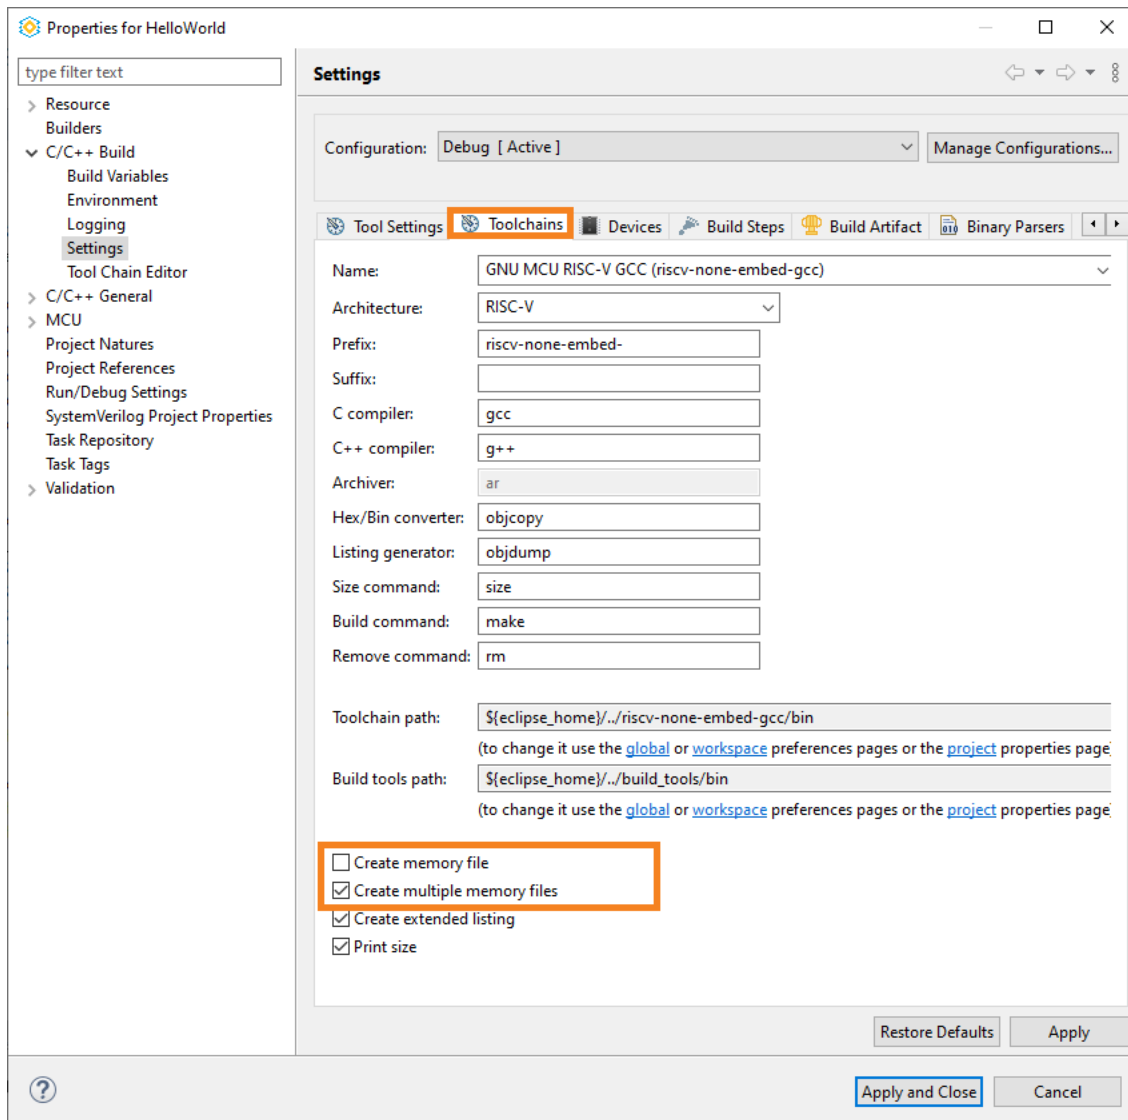 Properties for HelloWorld
type filter text
Resource
Builders
C/C++ Build
Build Variables
Environment
Logging
Settings
Tool Chain Editor
C/C++ General
MCU
Project Natures
Project References
Run/Debug Settings
SystemVerilog Project Properties
Task Repository
Task Tags
Validation
Settings
Configuration: Debug [ Active ] Manage Configurations...
Tool Settings Toolchains Devices Build Steps Build Artifact Binary Parsers
Name: GNU MCU RISC-V GCC (riscv-none-embed-gcc)
Architecture: RISC-V
Prefix: riscv-none-embed-
Suffix:
C compiler: gcc
C++ compiler: g++
Archiver: ar
Hex/Bin converter: objcopy
Listing generator: objdump
Size command: size
Build command: make
Remove command: rm
Toolchain path: ${eclipse_home}/../riscv-none-embed-gcc/bin
(to change it use the global or workspace preferences pages or the project properties page)
Build tools path: ${eclipse_home}/../build_tools/bin
(to change it use the global or workspace preferences pages or the project properties page)
Create memory file
Create multiple memory files
Create extended listing
Print size
Restore Defaults Apply
Apply and Close Cancel